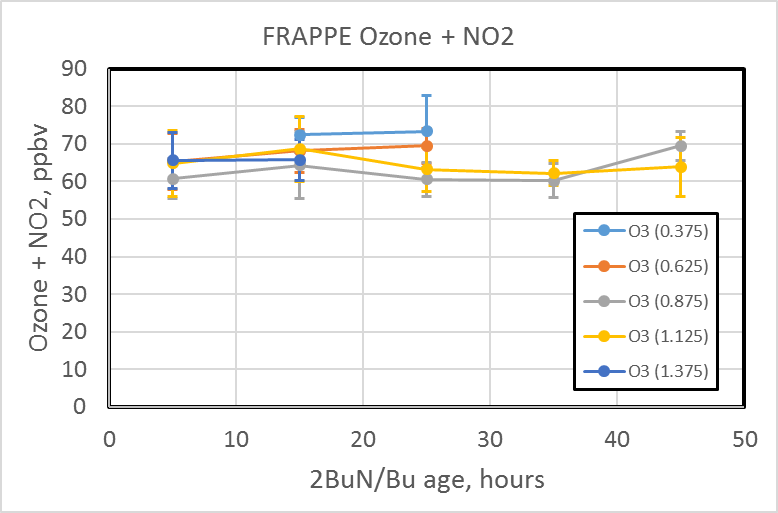 FRAPPE Ozone + NO2
90
80
70
60
50
40
30
20
10
0
Ozone + NO2, ppbv
O3 (0.375)
O3 (0.625)
O3 (0.875)
O3 (1.125)
O3 (1.375)
0 10 20 30 40 50
2BuN/Bu age, hours